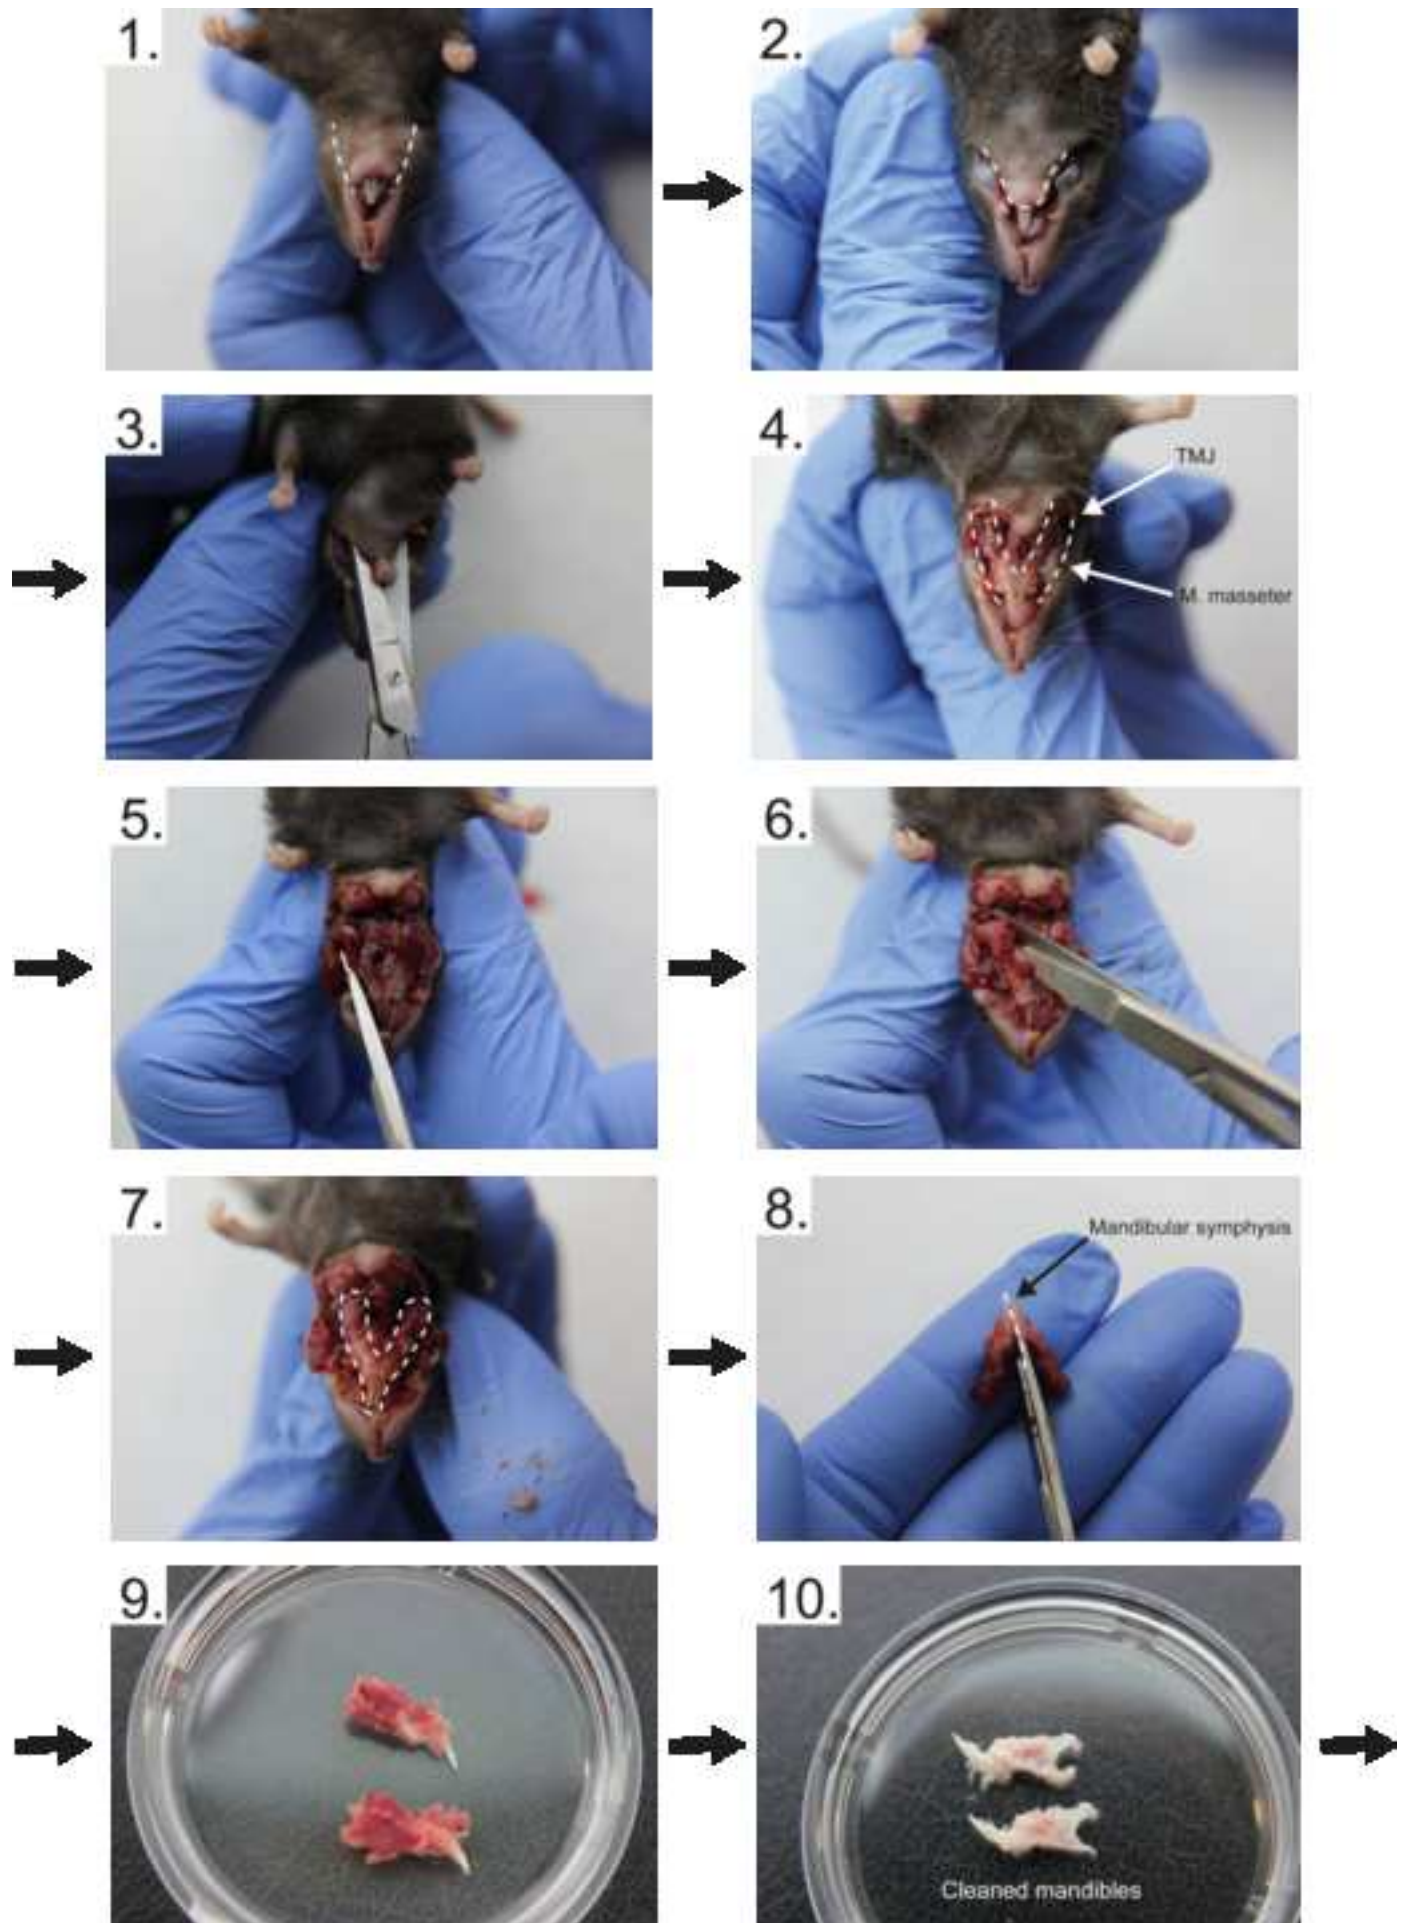 1.
2.
3.
4.
TMJ
M. masseter
5.
6.
7.
8.
Mandibular symphysis
9.
10.
Cleaned mandibles